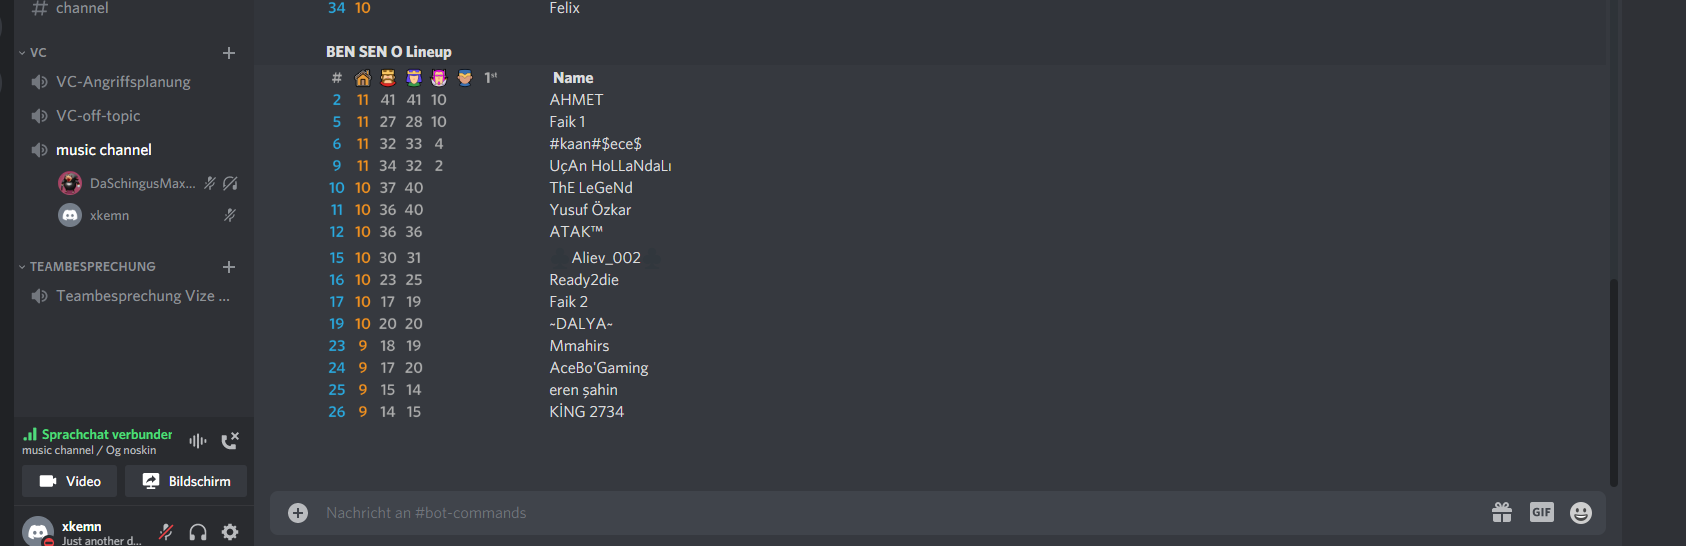 channel
VC
VC-Angriffsplanung
VC-off-topic
music channel
DaSchingusMax...
xkemn
TEAMBESPRECHUNG
Teambesprechung Vize ...
Sprachchat verbunder
music channel / Og noskin
Video Bildschirm
xkemn
Just another d...
34 10 Felix
BEN SEN O Lineup
# 1st Name
2 11 41 41 10 AHMET
5 11 27 28 10 Faik 1
6 11 32 33 4 #kaan#$ece$
9 11 34 32 2 UçAn HoLLaNdaLı
10 10 37 40 ThE LeGeNd
11 10 36 40 Yusuf Özkar
12 10 36 36 ATAK™
15 10 30 31 Aliev_002
16 10 23 25 Ready2die
17 10 17 19 Faik 2
19 10 20 20 ~DALYA~
23 9 18 19 Mmahirs
24 9 17 20 AceBo'Gaming
25 9 15 14 eren şahin
26 9 14 15 KİNG 2734
Nachricht an #bot-commands
GIF